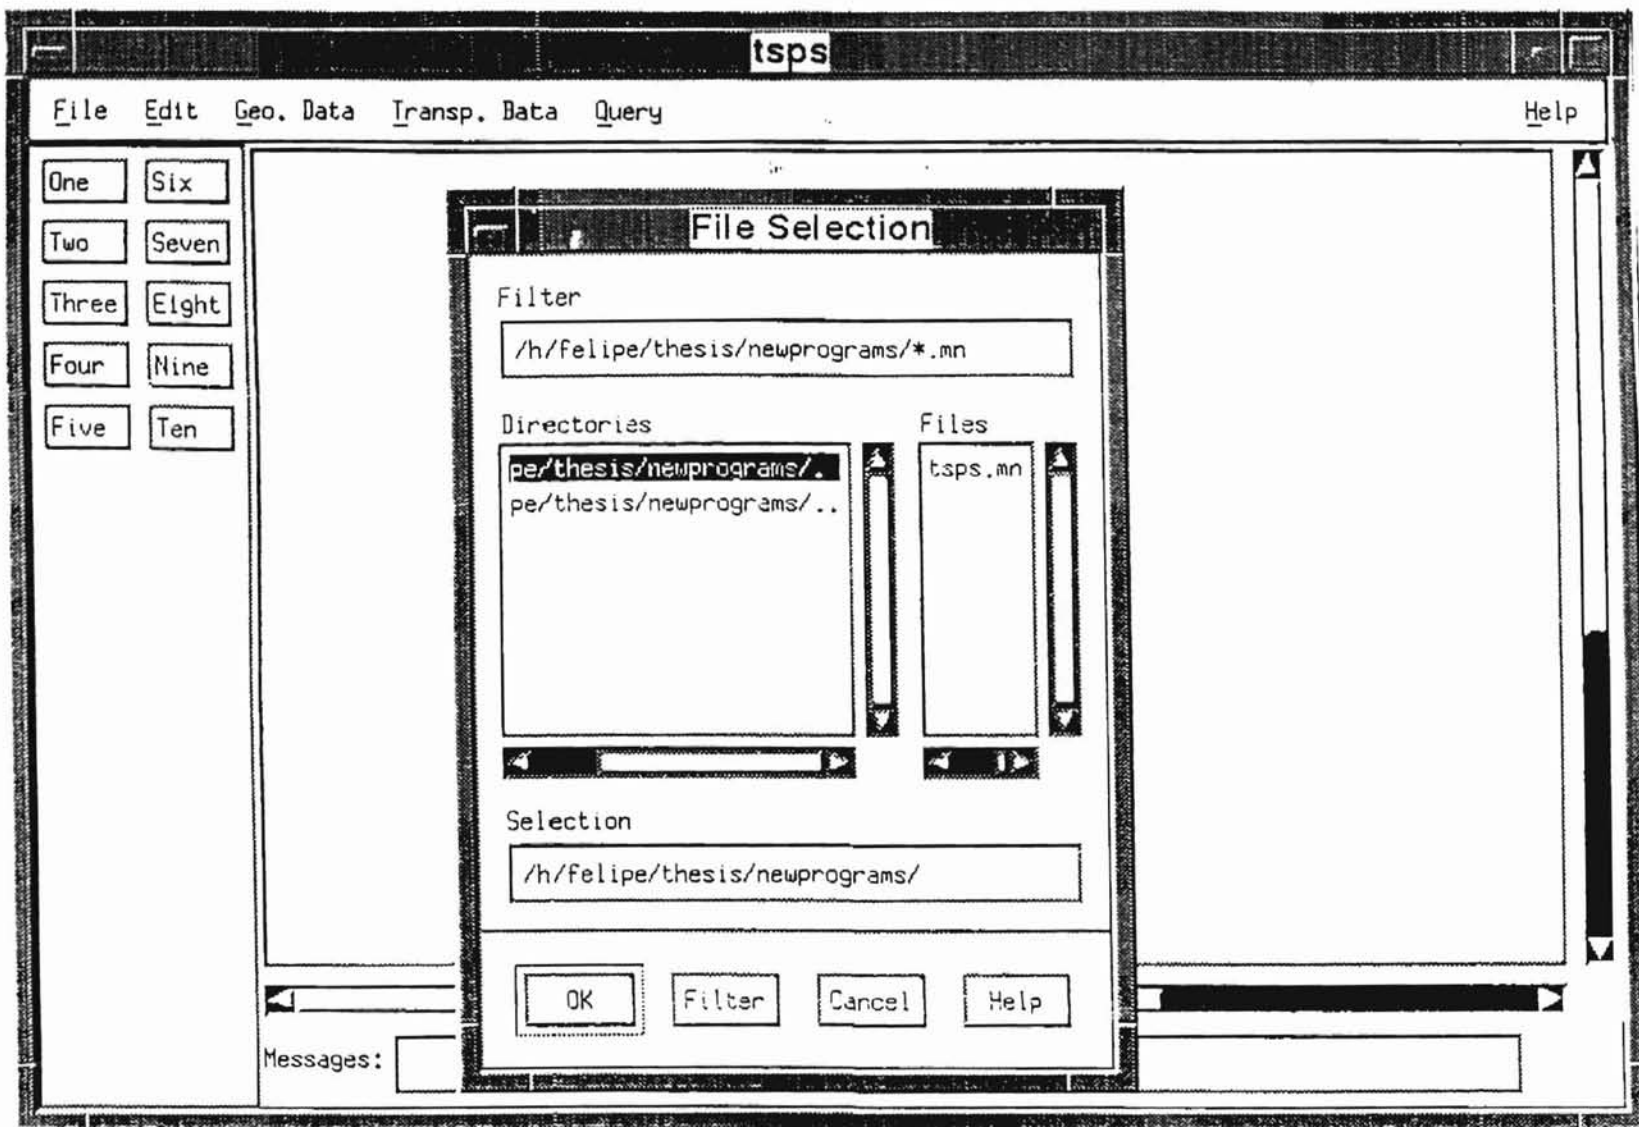 tsps
File Edit Geo. Data Transp. Data Query Help
One Six
Two Seven
Three Eight
Four Nine
Five Ten
File Selection
Filter
/h/felipe/thesis/newprograms/*.mn
Directories Files
pe/thesis/newprograms/. tsps.mn
pe/thesis/newprograms/..
Selection
/h/felipe/thesis/newprograms/
OK Filter Cancel Help
Messages: